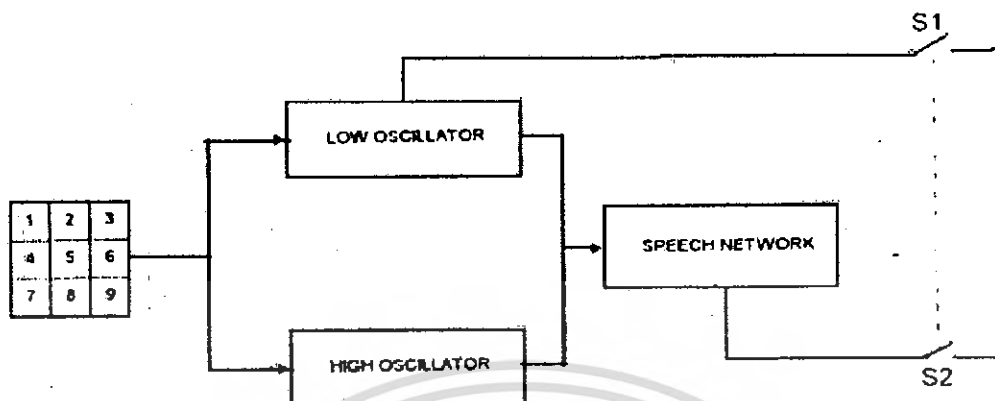 S1
LOW OSCILLATOR
1 2 3
4 5 6
7 8 9
SPEECH NETWORK
HIGH OSCILLATOR
S2